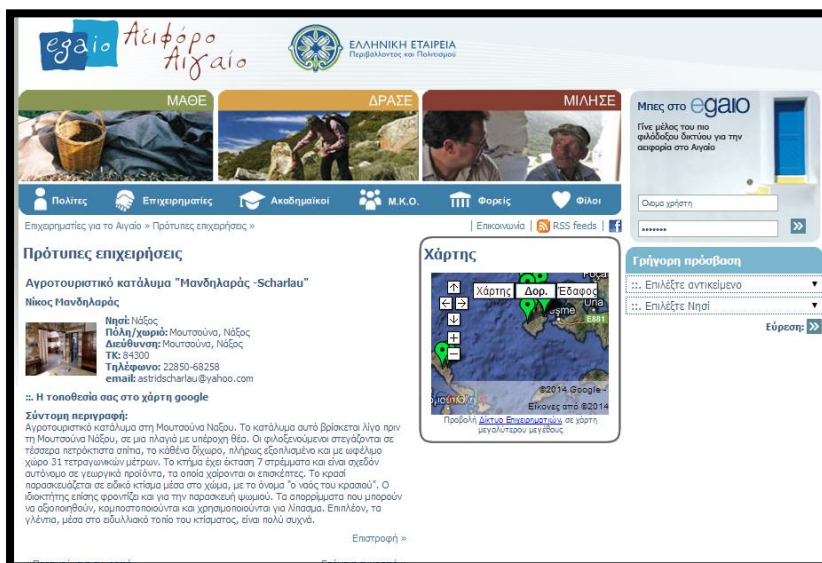 egaio Αειφόρο
Αιγαίο
ΕΛΛΗΝΙΚΗ ΕΤΑΙΡΕΙΑ
Περιβάλλοντος και Πολιτισμού
ΜΑΘΕ
ΔΡΑΣΕ
ΜΙΛΗΣΕ
Μπες στο egaio
Γίνε μέλος του πιο
φιλόδοξου δικτύου για την
αειφορία στο Αιγαίο
Πολίτες
Επιχειρηματίες
Ακαδημαϊκοί
Μ.Κ.Ο.
Φορείς
Φίλοι
Ονομα χρήστη
•••••••
Επιχειρηματίες για το Αιγαίο » Πρότυπες επιχειρήσεις »
| Επικοινωνία | RSS feeds |
Πρότυπες επιχειρήσεις
Αγροτουριστικό κατάλυμα "Μανδηλαράς -Scharlau"
Νίκος Μανδηλαράς
Νησί: Νάξος
Πόλη/χωριό: Μουτσούνα, Νάξος
Διεύθυνση: Μουτσούνα, Νάξος
ΤΚ: 84300
Τηλέφωνο: 22850-68258
email: astridscharlau@yahoo.com
::. Η τοποθεσία σας στο χάρτη google
Σύντομη περιγραφή:
Αγροτουριστικό κατάλυμα στη Μουτσούνα Ναξου. Το κατάλυμα αυτό βρίσκεται λίγο πριν
τη Μουτσούνα Νάξου, σε μια πλαγιά με υπέροχη θέα. Οι φιλοξενούμενοι στεγάζονται σε
τέσσερα πετρόκτιστα σπίτια, το κάθένα δίχωρο, πλήρως εξοπλισμένο και με ωφέλιμο
χώρο 31 τετραγωνικών μέτρων. Το κτήμα έχει έκταση 7 στρέμματα και είναι σχεδόν
αυτόνομο σε γεωργικά προϊόντα, τα οποία χαίρονται οι επισκέπτες. Το κρασί
παρασκευάζεται σε ειδικό κτίσμα μέσα στο χώρο, με το όνομα "ο ναός του κρασιού". Ο
ιδιοκτήτης επίσης φροντίζει και για την παρασκευή ψωμιού. Τα απορρίμματα που μπορούν
να αξιοποιηθούν, κομποστοποιούνται και χρησιμοποιούνται για λίπασμα. Επιπλέον, τα
γλέντια, μέσα στο ειδυλλιακό τοπίο του κτίσματος, είναι πολύ συχνά.
Επιστροφή »
Χάρτης
Χάρτης Δορ. Έδαφος
Foça
Urla
E881
©2014 Google -
Εικόνες από ©2014
Προβολή Δίκτυο Επιχειρηματιών σε χάρτη
μεγαλύτερου μεγέθους
Γρήγορη πρόσβαση
::. Επιλέξτε αντικείμενο
::. Επιλέξτε Νησί
Εύρεση: